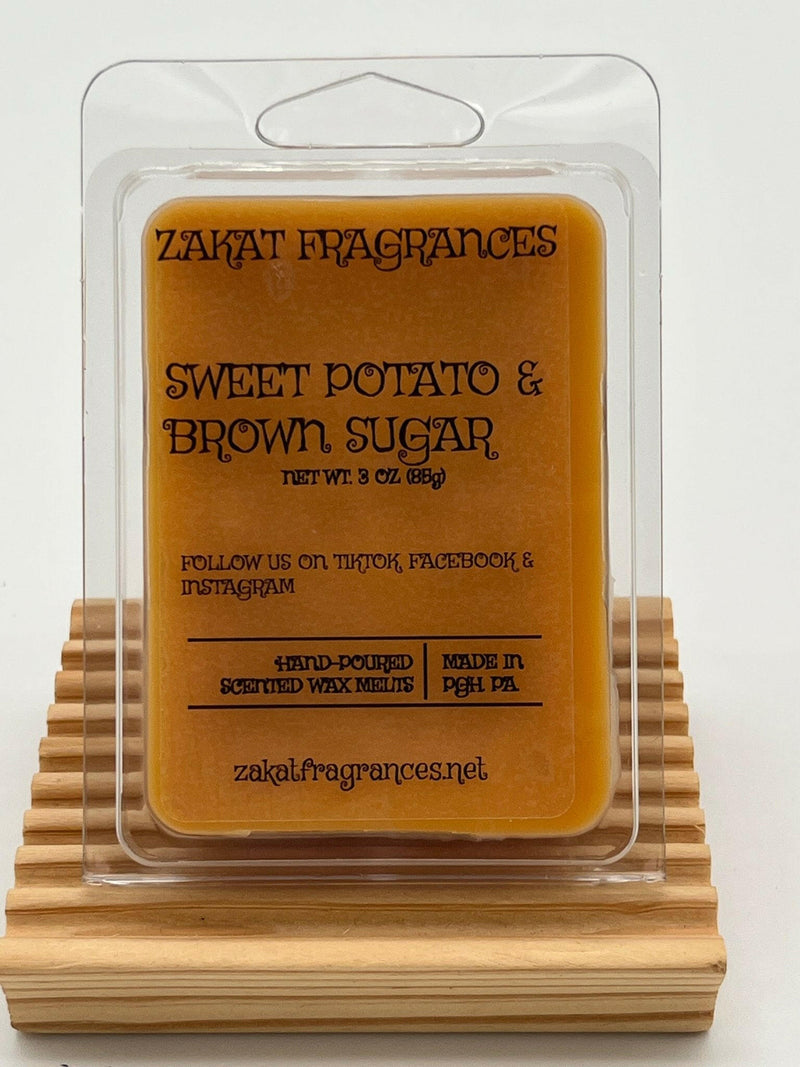 ZAKAT FRAGRANCES
SWEET POTATO &
BROWN SUGAR
NET WT. 3 OZ (85g)
FOLLOW US ON TIKTOK, FACEBOOK &
INSTAGRAM
HAND-POURED
SCENTED WAX MELTS
MADE IN
PGH PA
zakatfragrances.net